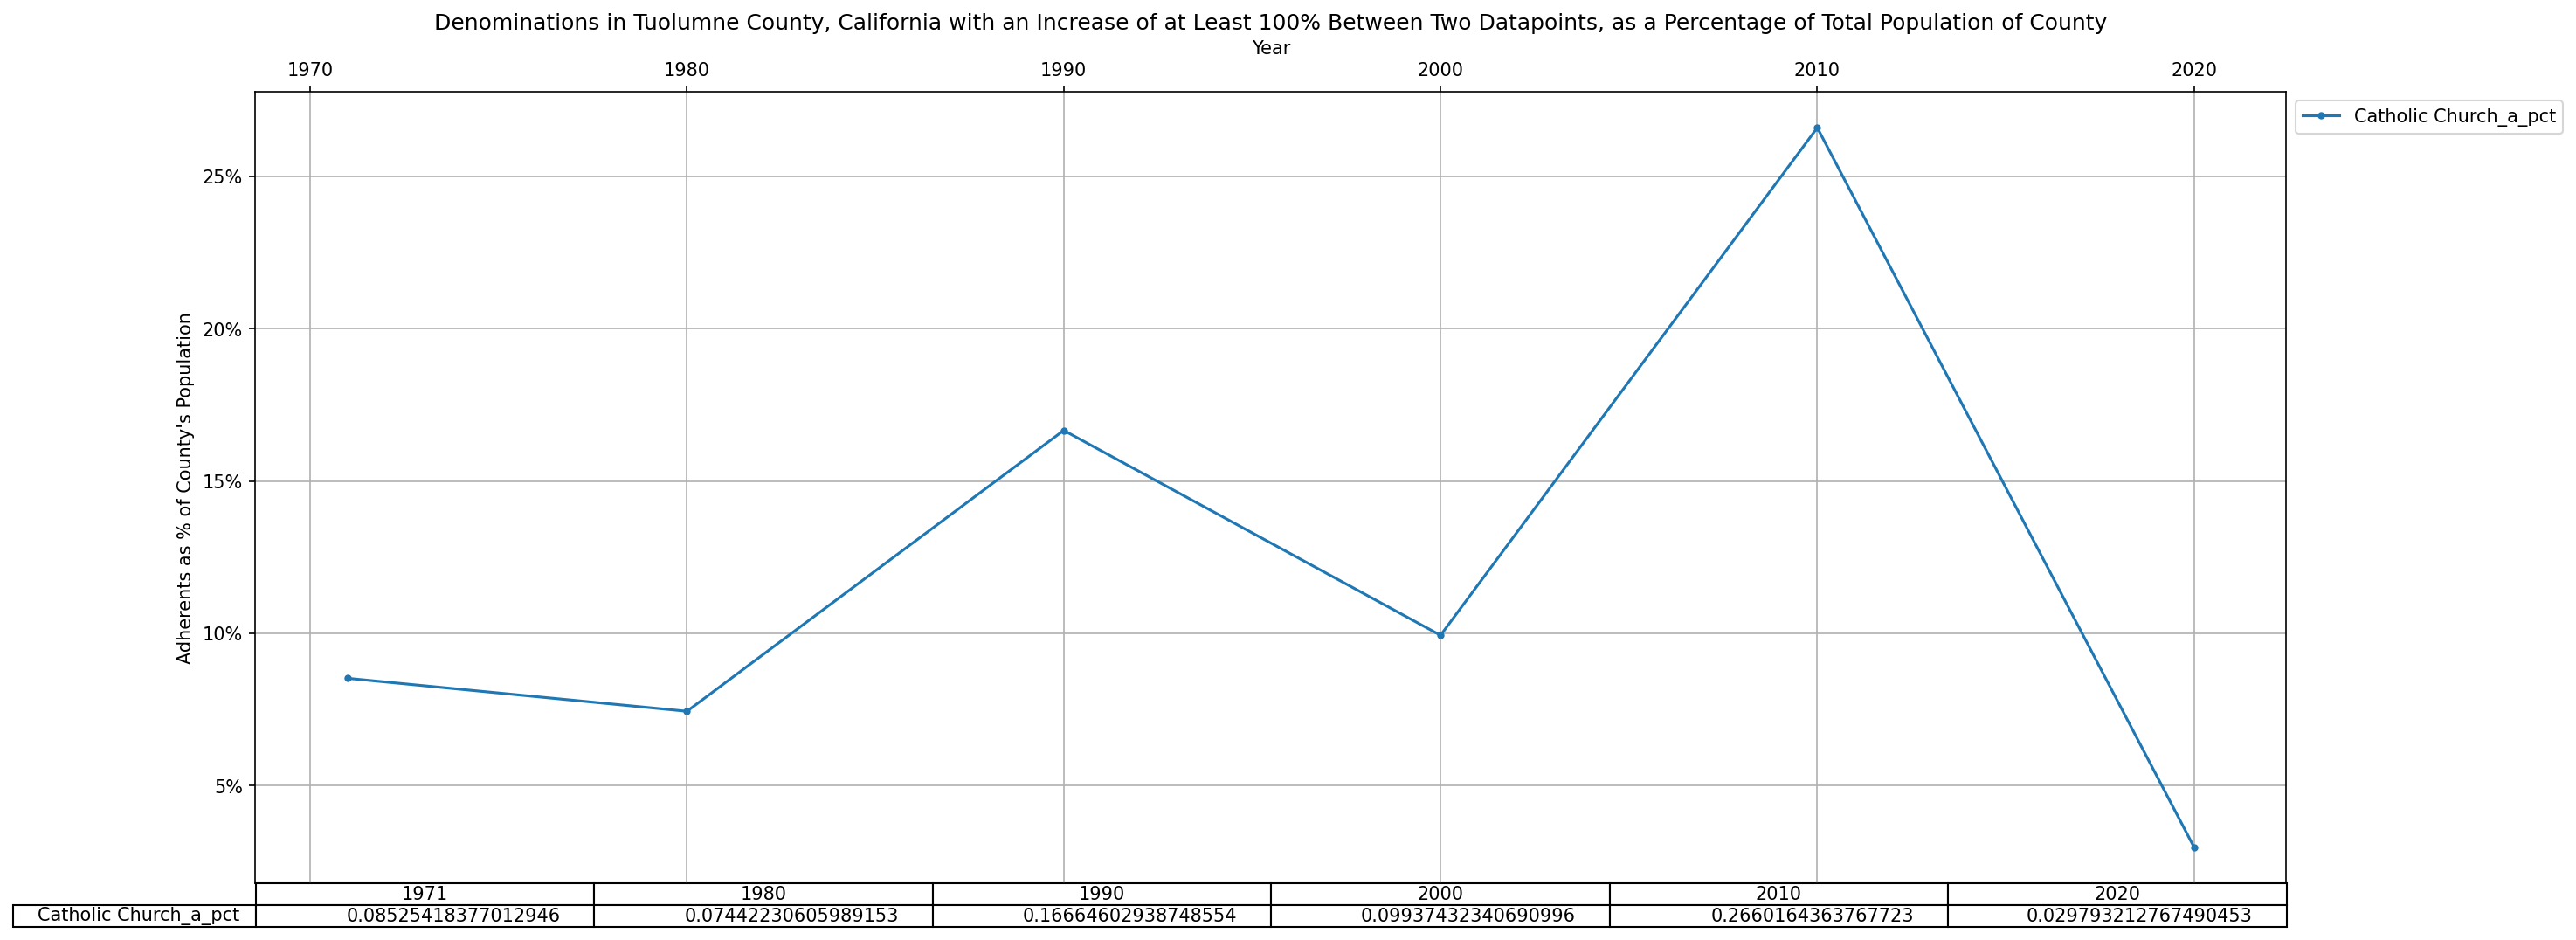 Denominations in Tuolumne County, California with an Increase of at Least 100% Between Two Datapoints, as a Percentage of Total Population of County
Year
1970 1980 1990 2000 2010 2020
Catholic Church_a_pct
Adherents as % of County's Population
25%
20%
15%
10%
5%
1971 1980 1990 2000 2010 2020
Catholic Church_a_pct 0.08525418377012946 0.07442230605989153 0.16664602938748554 0.09937432340690996 0.2660164363767723 0.029793212767490453